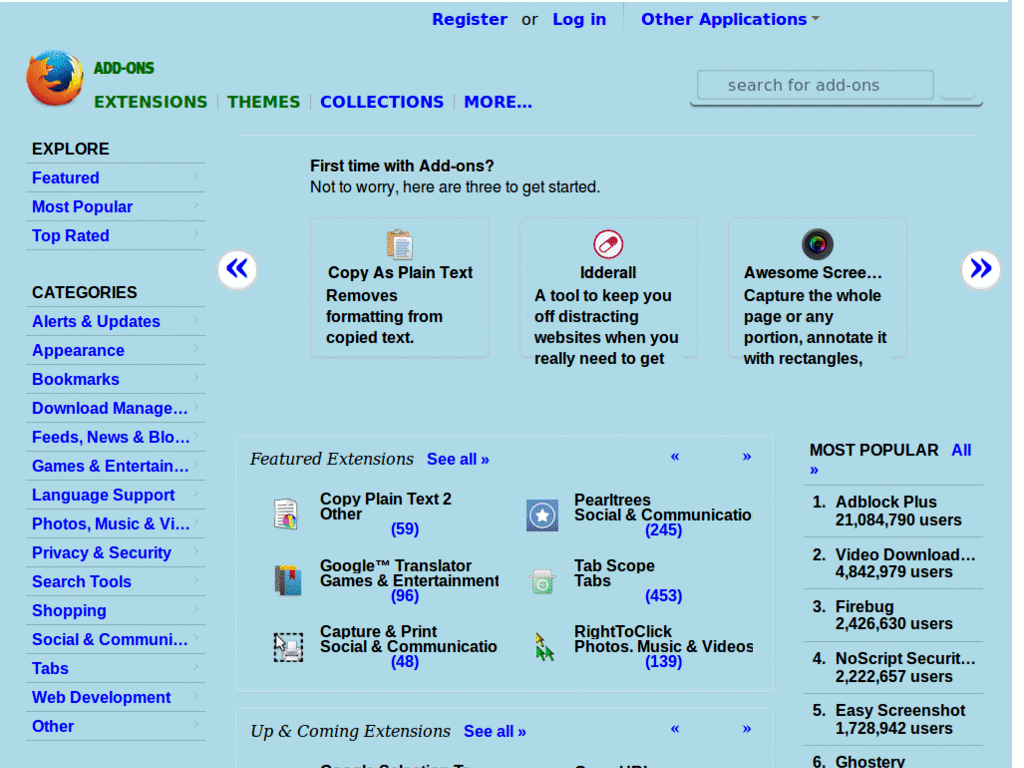 Register or Log in Other Applications
ADD-ONS
EXTENSIONS THEMES COLLECTIONS MORE...
search for add-ons
EXPLORE
Featured
Most Popular
Top Rated
CATEGORIES
Alerts & Updates
Appearance
Bookmarks
Download Manage...
Feeds, News & Blo...
Games & Entertain...
Language Support
Photos, Music & Vi...
Privacy & Security
Search Tools
Shopping
Social & Communi...
Tabs
Web Development
Other
First time with Add-ons?
Not to worry, here are three to get started.
«
Copy As Plain Text
Removes
formatting from
copied text.
Idderall
A tool to keep you
off distracting
websites when you
really need to get
Awesome Scree...
Capture the whole
page or any
portion, annotate it
with rectangles,
»
Featured Extensions See all »
« »
Copy Plain Text 2
Other
(59)
Pearltrees
Social & Communicatio
(245)
Google™ Translator
Games & Entertainment
(96)
Tab Scope
Tabs
(453)
Capture & Print
Social & Communicatio
(48)
RightToClick
Photos, Music & Videos
(139)
Up & Coming Extensions See all »
« »
MOST POPULAR All
»
1. Adblock Plus
21,084,790 users
2. Video Download...
4,842,979 users
3. Firebug
2,426,630 users
4. NoScript Securit...
2,222,657 users
5. Easy Screenshot
1,728,942 users
6. Ghostery